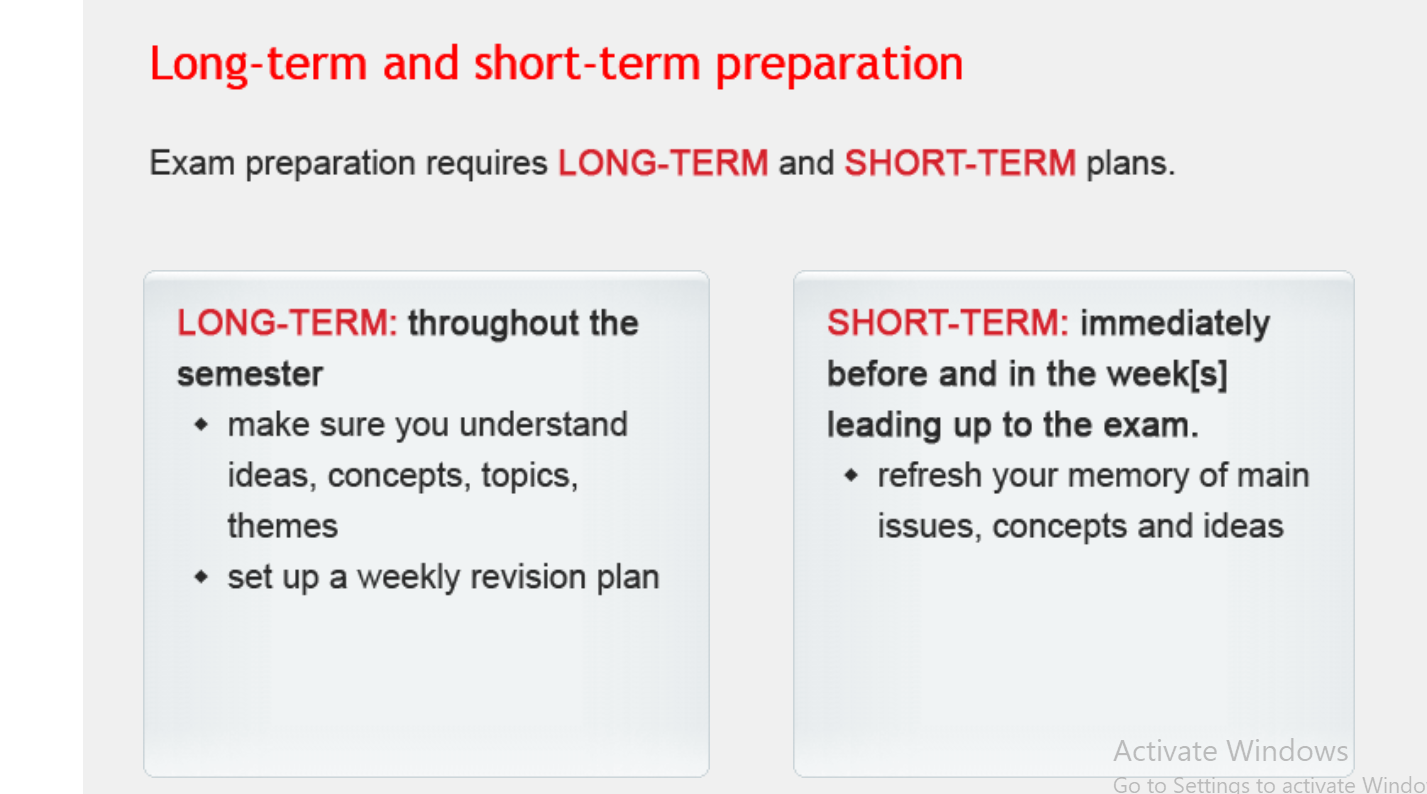 Long-term and short-term preparation
Exam preparation requires LONG-TERM and SHORT-TERM plans.
LONG-TERM: throughout the
semester
◆ make sure you understand
ideas, concepts, topics,
themes
◆ set up a weekly revision plan
SHORT-TERM: immediately
before and in the week[s]
leading up to the exam.
◆ refresh your memory of main
issues, concepts and ideas
Activate Windows
Go to Settings to activate Windo